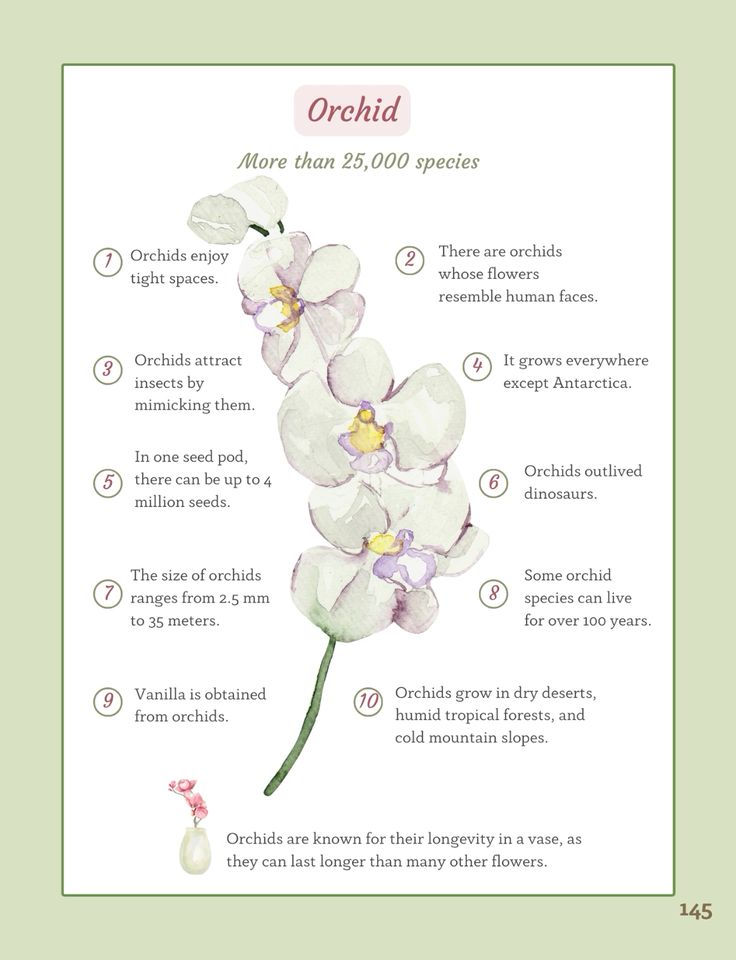 Orchid
More than 25,000 species
1
Orchids enjoy
tight spaces.
2
There are orchids
whose flowers
resemble human faces.
3
Orchids attract
insects by
mimicking them.
4
It grows everywhere
except Antarctica.
5
In one seed pod,
there can be up to 4
million seeds.
6
Orchids outlived
dinosaurs.
7
The size of orchids
ranges from 2.5 mm
to 35 meters.
8
Some orchid
species can live
for over 100 years.
9
Vanilla is obtained
from orchids.
10
Orchids grow in dry deserts,
humid tropical forests, and
cold mountain slopes.
Orchids are known for their longevity in a vase, as
they can last longer than many other flowers.
145